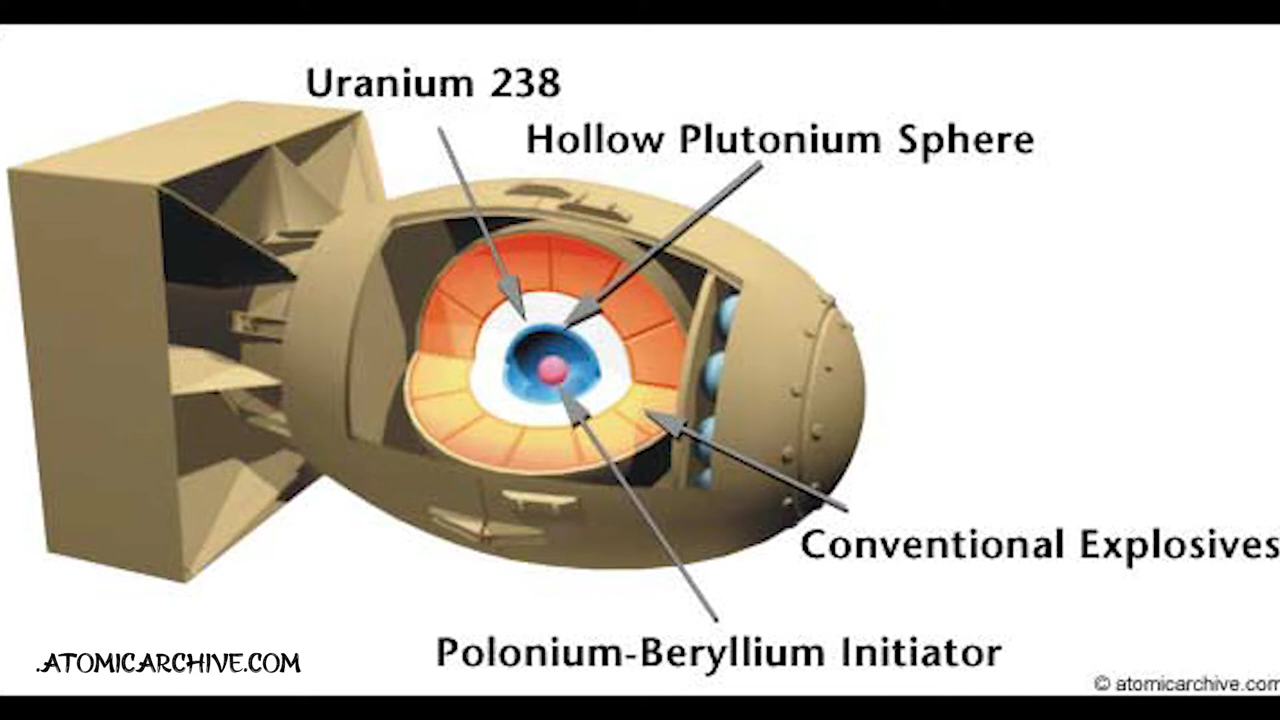 Uranium 238
Hollow Plutonium Sphere
Conventional Explosives
Polonium-Beryllium Initiator
.ATOMICARCHIVE.COM
© atomicarchive.com